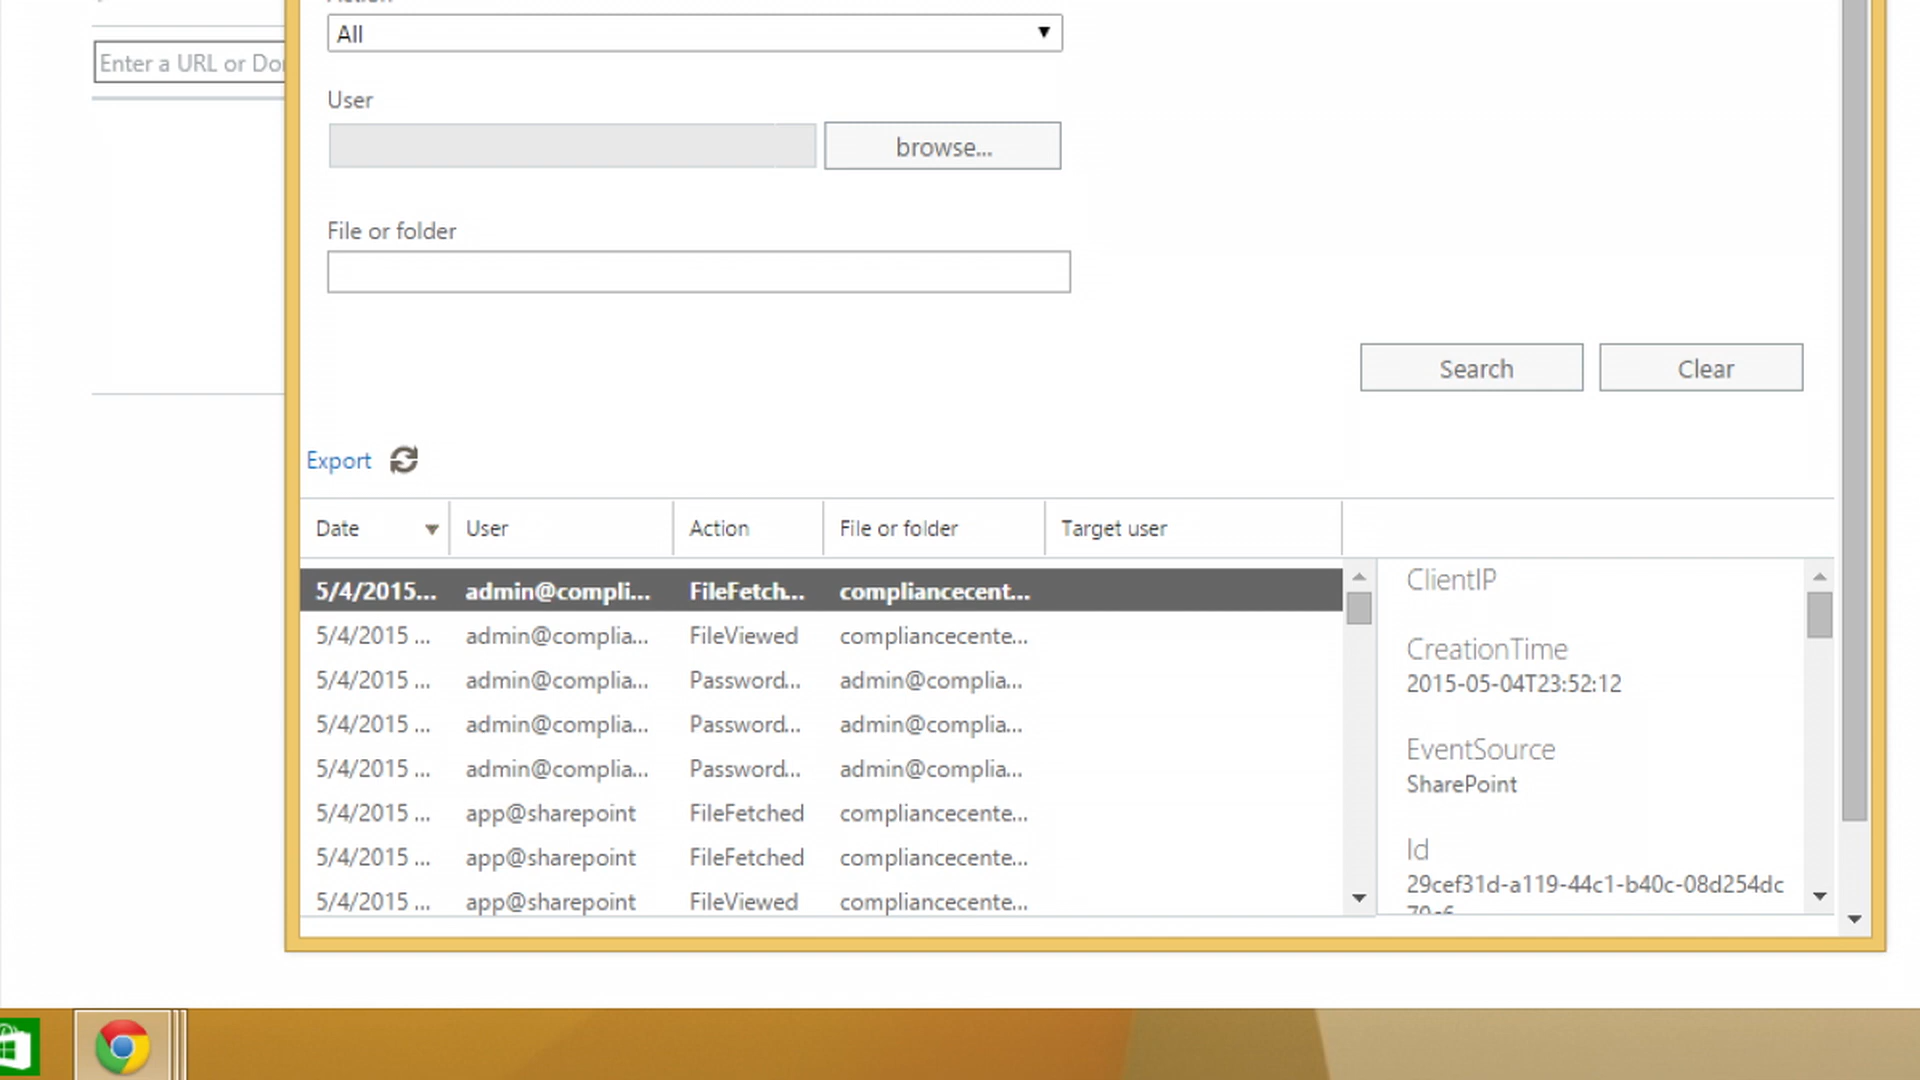 All
Enter a URL or Do
User
browse...
File or folder
Search Clear
Export
Date User Action File or folder Target user
5/4/2015... admin@compli... FileFetch... compliancecent...
5/4/2015 ... admin@complia... FileViewed compliancecente...
5/4/2015 ... admin@complia... Password... admin@complia...
5/4/2015 ... admin@complia... Password... admin@complia...
5/4/2015 ... admin@complia... Password... admin@complia...
5/4/2015 ... app@sharepoint FileFetched compliancecente...
5/4/2015 ... app@sharepoint FileFetched compliancecente...
5/4/2015 ... app@sharepoint FileViewed compliancecente...
ClientIP
CreationTime
2015-05-04T23:52:12
EventSource
SharePoint
Id
29cef31d-a119-44c1-b40c-08d254dc